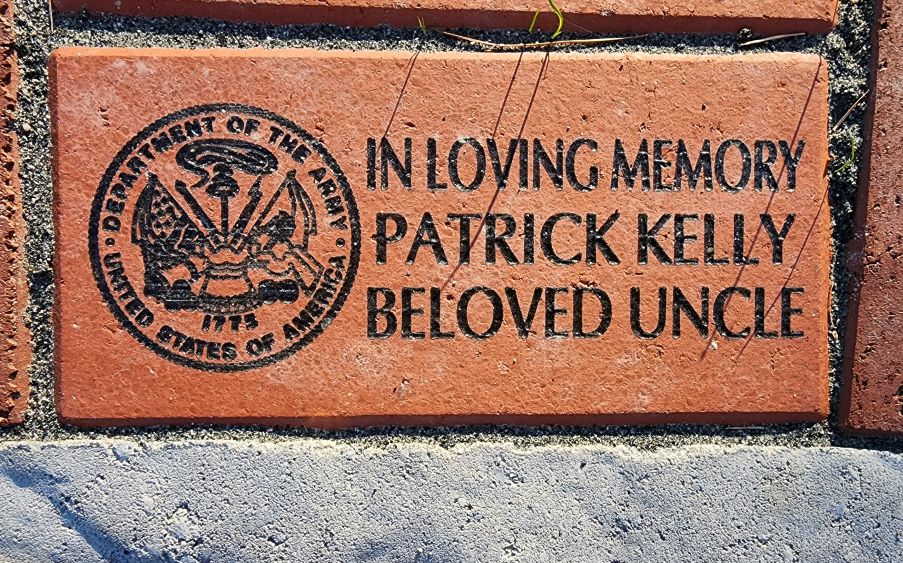 DEPARTMENT OF THE ARMY
UNITED STATES OF AMERICA
1775
IN LOVING MEMORY
PATRICK KELLY
BELOVED UNCLE